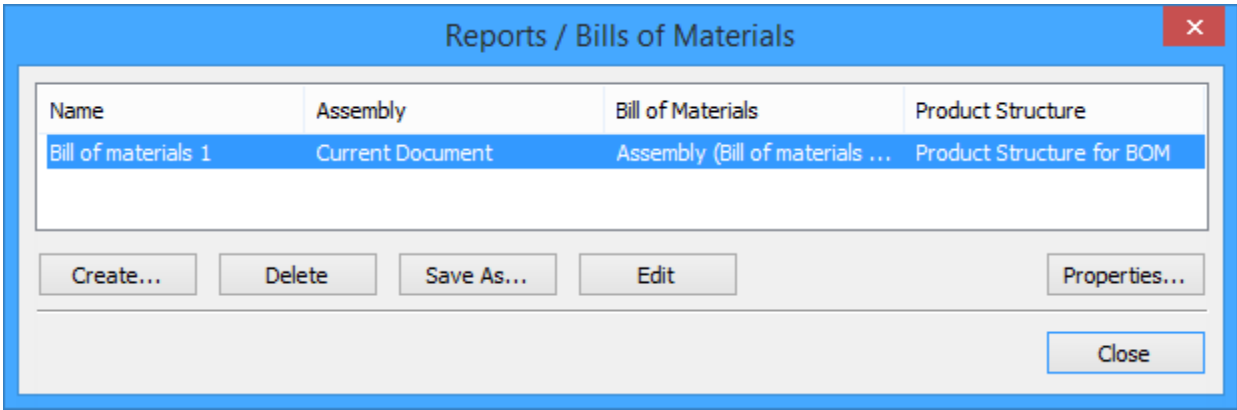 Reports / Bills of Materials
Name Assembly Bill of Materials Product Structure
Bill of materials 1 Current Document Assembly (Bill of materials ... Product Structure for BOM
Create... Delete Save As... Edit Properties...
Close